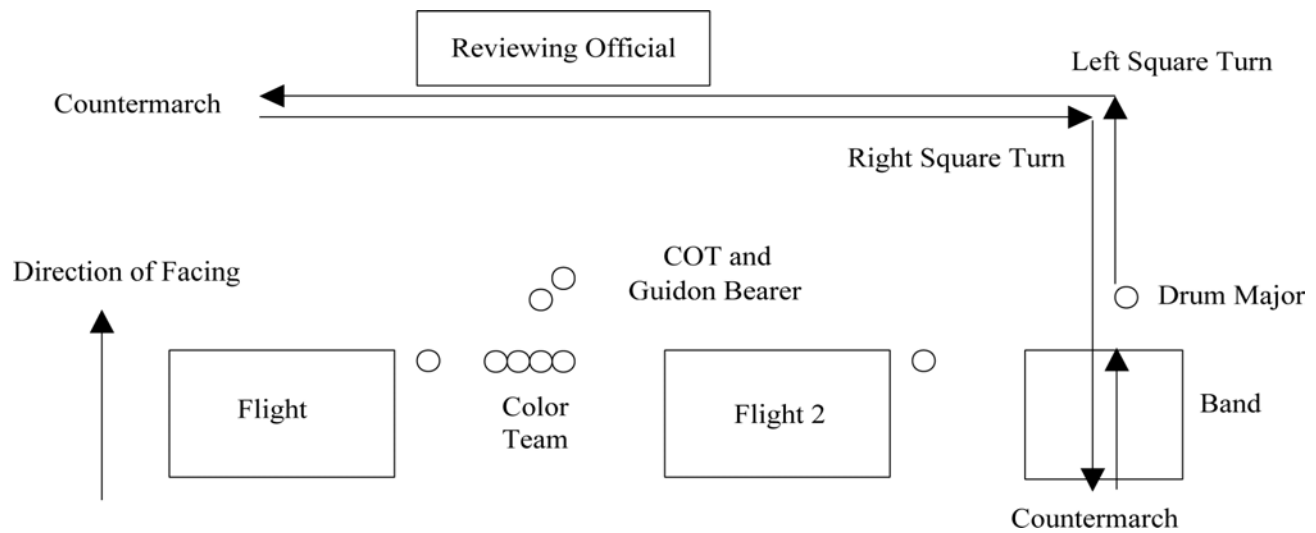 Reviewing Official
Left Square Turn
Countermarch
Right Square Turn
COT and
Guidon Bearer
Direction of Facing
Drum Major
Flight
Color
Team
Flight 2
Band
Countermarch